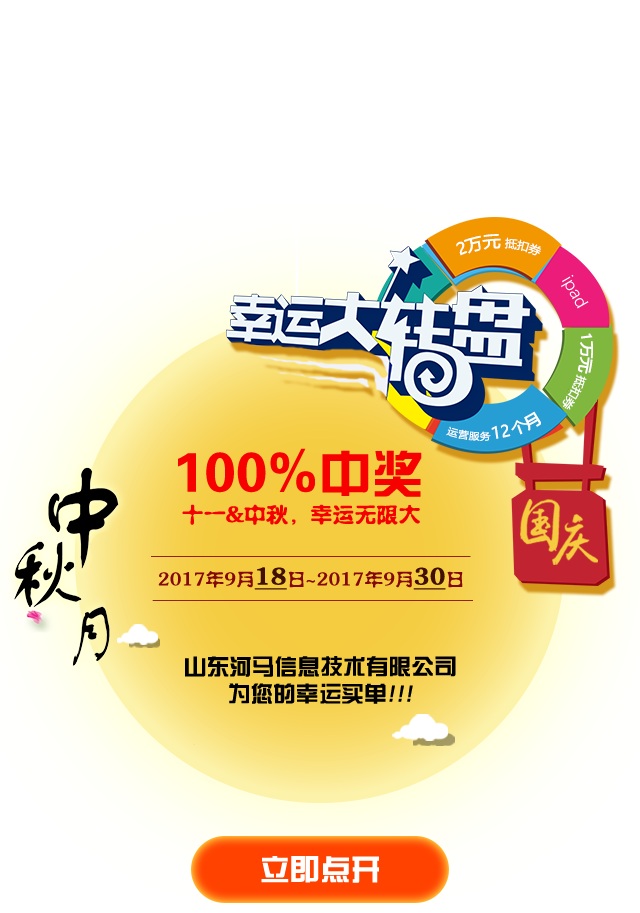 2万元 抵扣券
ipad
1万元 抵扣券
运营服务12个月
幸运大转盘
国庆
100%中奖
十一&中秋，幸运无限大
中秋月
2017年9月18日~2017年9月30日
山东河马信息技术有限公司
为您的幸运买单!!!
立即点开